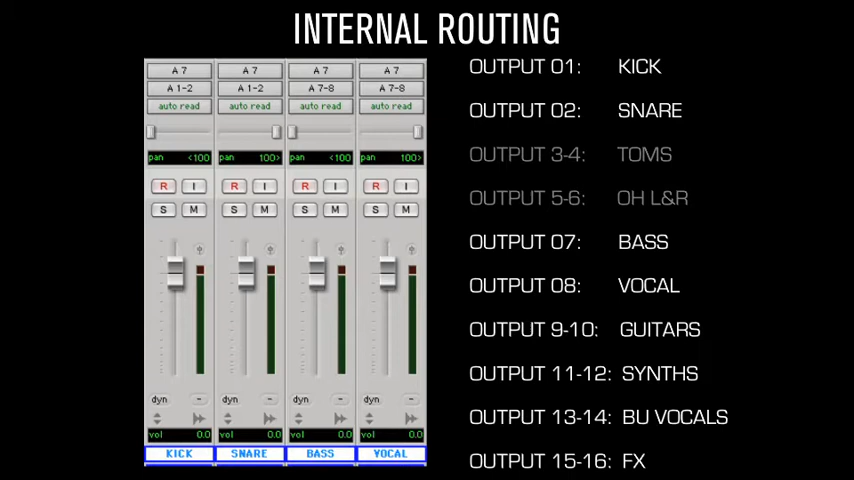 INTERNAL ROUTING
A 7 A 7 A 7 A 7
A 1-2 A 1-2 A 7-8 A 7-8
auto read auto read auto read auto read
pan <100 pan 100> pan <100 pan 100>
R I R I R I R I
S M S M S M S M
dyn - dyn - dyn - dyn -
vol 0.0 vol 0.0 vol 0.0 vol 0.0
KICK SNARE BASS VOCAL
OUTPUT 01: KICK
OUTPUT 02: SNARE
OUTPUT 3-4: TOMS
OUTPUT 5-6: OH L&R
OUTPUT 07: BASS
OUTPUT 08: VOCAL
OUTPUT 9-10: GUITARS
OUTPUT 11-12: SYNTHS
OUTPUT 13-14: BU VOCALS
OUTPUT 15-16: FX